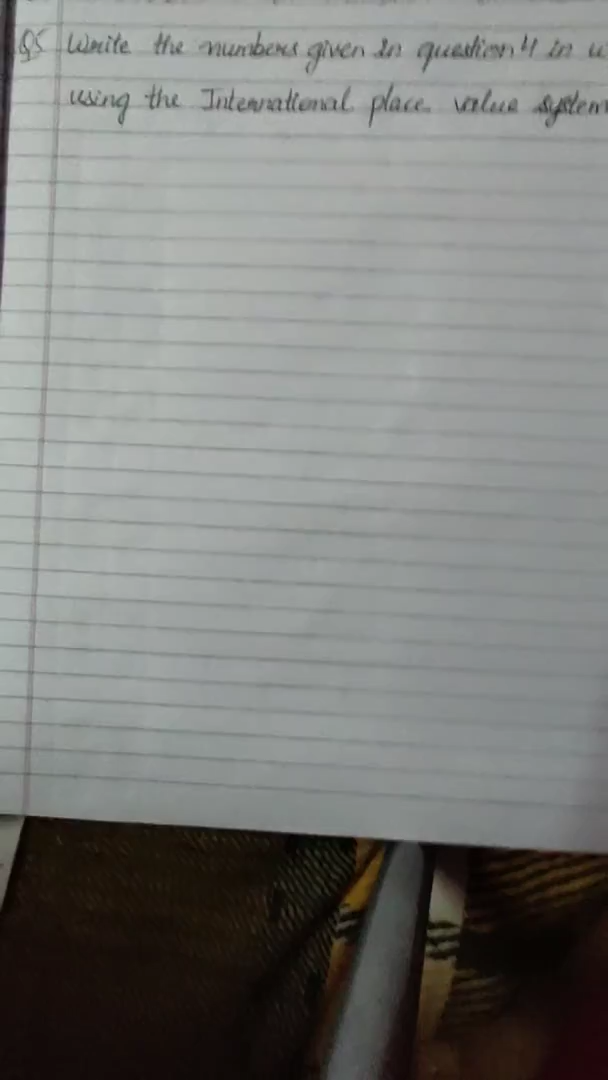 Q5 Write the numbers given in question 4 in
using the International place value system